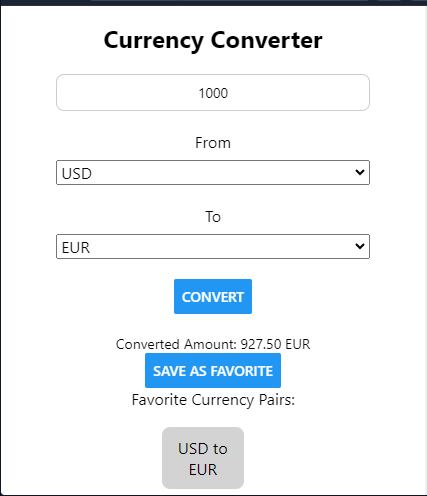 Currency Converter
1000
From
USD
To
EUR
CONVERT
Converted Amount: 927.50 EUR
SAVE AS FAVORITE
Favorite Currency Pairs:
USD to
EUR